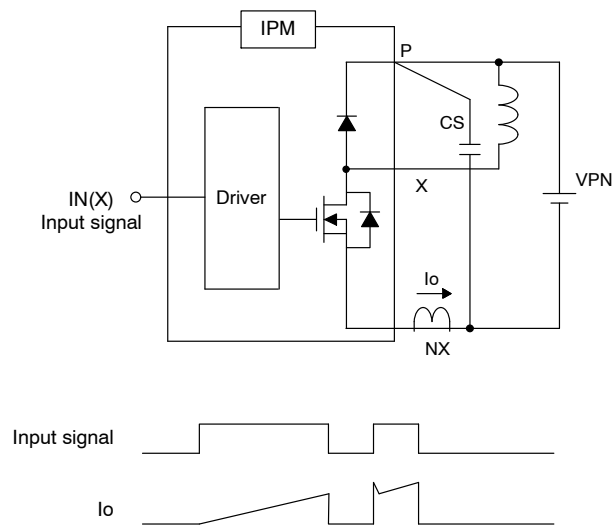 IPM
P
CS
Driver
X
VPN
IN(X)
Input signal
Io
NX
Input signal
Io